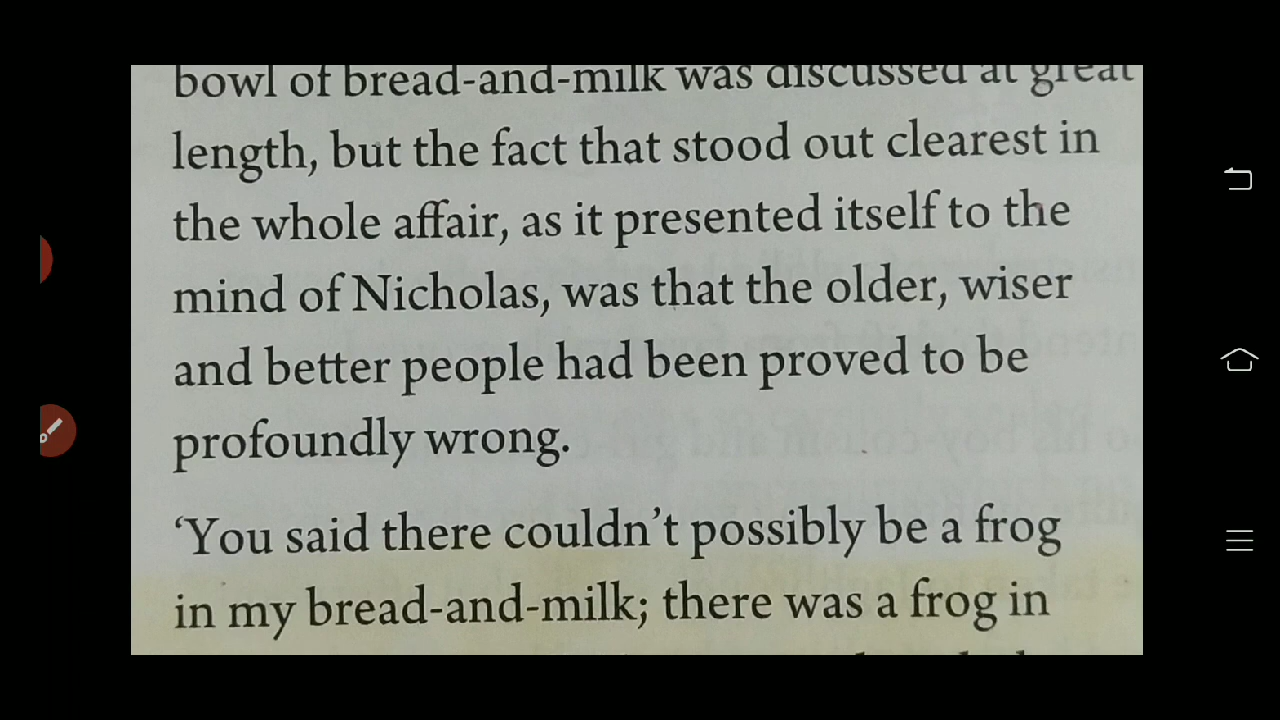 bowl of bread-and-milk was discussed at great
length, but the fact that stood out clearest in
the whole affair, as it presented itself to the
mind of Nicholas, was that the older, wiser
and better people had been proved to be
profoundly wrong.
‘You said there couldn’t possibly be a frog
in my bread-and-milk; there was a frog in